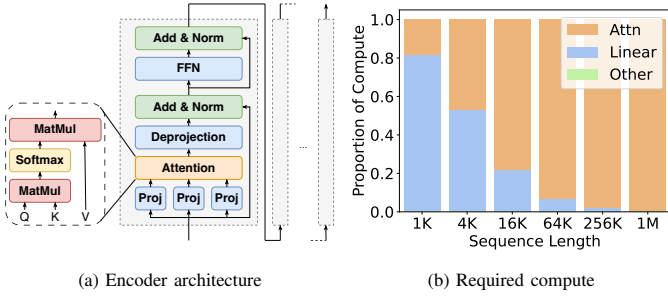 Add & Norm
FFN
Add & Norm
Deprojection
Attention
Proj Proj Proj
MatMul
Softmax
MatMul
Q K V
...
(a) Encoder architecture
Proportion of Compute
1.0
0.8
0.6
0.4
0.2
0.0
Attn
Linear
Other
1K 4K 16K 64K 256K 1M
Sequence Length
(b) Required compute